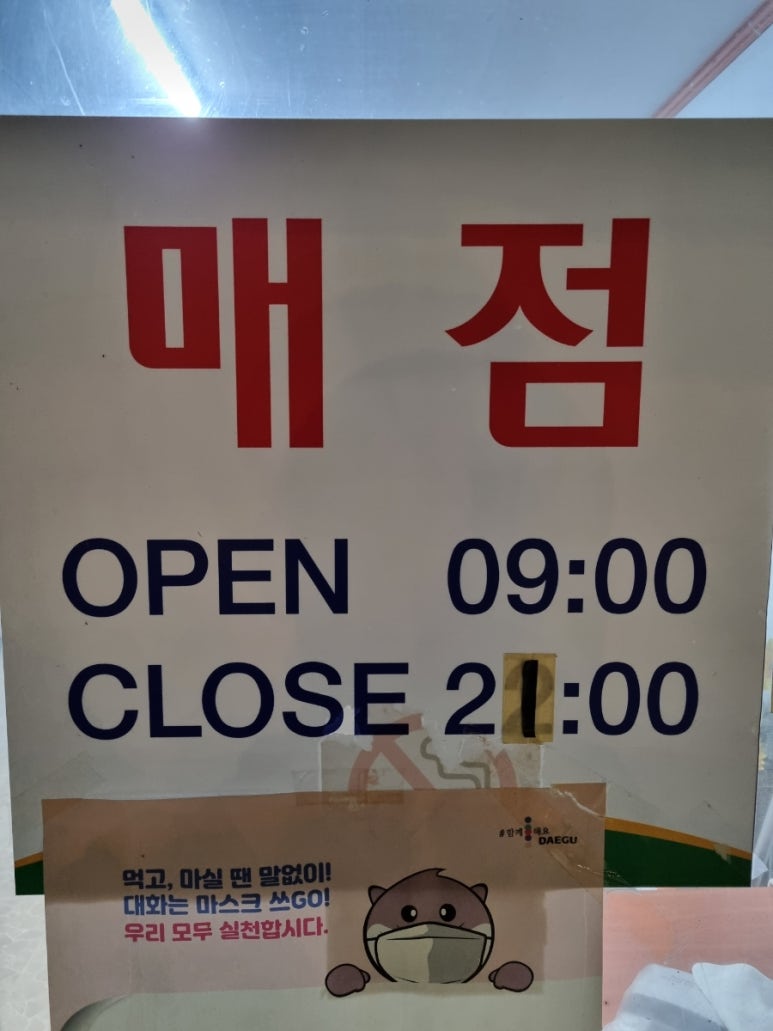 매점
OPEN 09:00
CLOSE 21:00
#함께해요
DAEGU
먹고, 마실 땐 말없이!
대화는 마스크 쓰GO!
우리 모두 실천합시다.